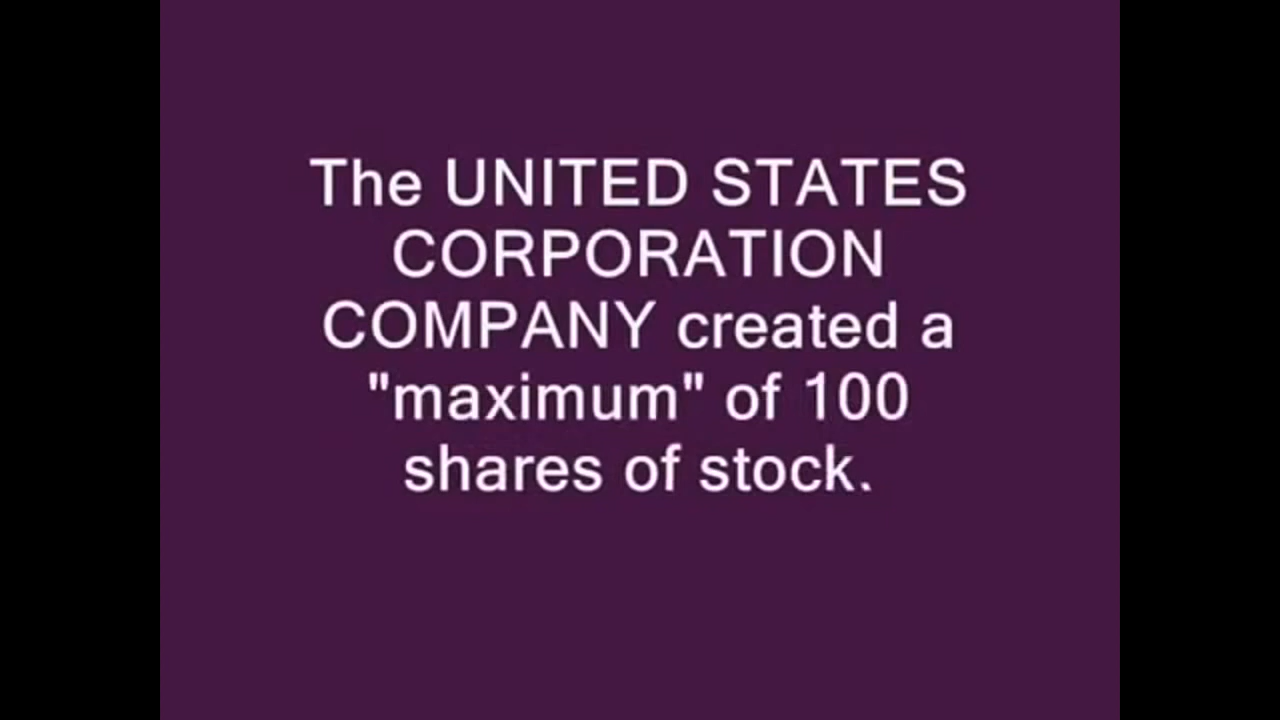 The UNITED STATES
CORPORATION
COMPANY created a
"maximum" of 100
shares of stock.